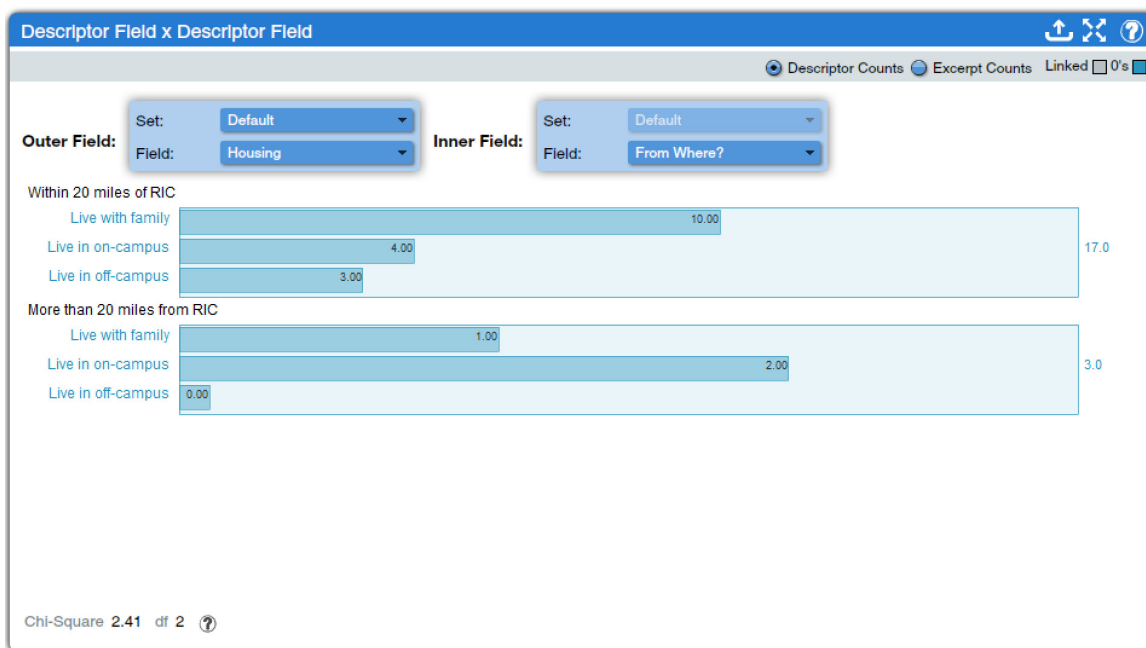 Descriptor Field x Descriptor Field
Descriptor Counts Excerpt Counts Linked 0's
Outer Field: Set: Default Inner Field: Set: Default
Field: Housing Field: From Where?
Within 20 miles of RIC
Live with family 10.00
Live in on-campus 4.00 17.0
Live in off-campus 3.00
More than 20 miles from RIC
Live with family 1.00
Live in on-campus 2.00 3.0
Live in off-campus 0.00
Chi-Square 2.41 df 2 ?